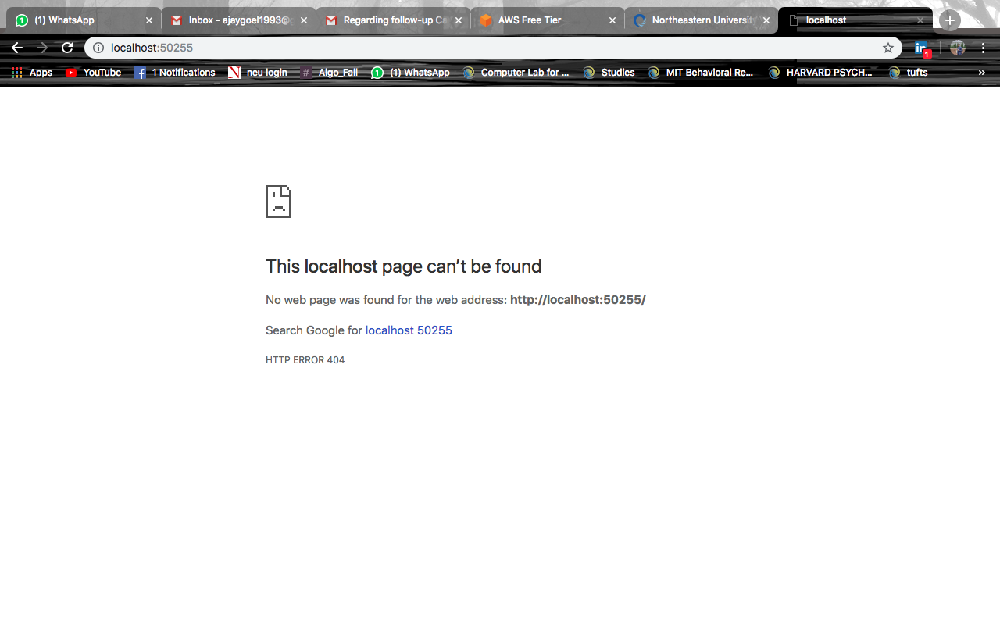 (1) WhatsApp
Inbox - ajaygoel1993@
Regarding follow-up Ca
AWS Free Tier
Northeastern University
localhost
localhost:50255
1
Apps
YouTube
1 Notifications
neu login
# Algo_Fall
(1) WhatsApp
Computer Lab for ...
Studies
MIT Behavioral Re...
HARVARD PSYCH...
tufts
»
This localhost page can’t be found
No web page was found for the web address: http://localhost:50255/
Search Google for localhost 50255
HTTP ERROR 404